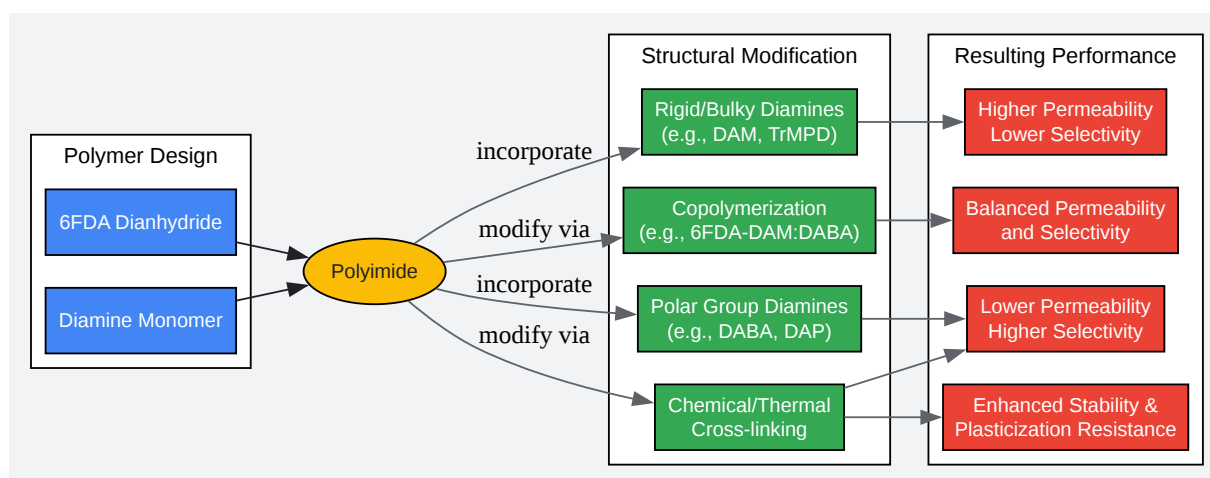 Polymer Design
6FDA Dianhydride
Diamine Monomer
Polyimide
incorporate
modify via
incorporate
modify via
Structural Modification
Rigid/Bulky Diamines
(e.g., DAM, TrMPD)
Copolymerization
(e.g., 6FDA-DAM:DABA)
Polar Group Diamines
(e.g., DABA, DAP)
Chemical/Thermal
Cross-linking
Resulting Performance
Higher Permeability
Lower Selectivity
Balanced Permeability
and Selectivity
Lower Permeability
Higher Selectivity
Enhanced Stability &
Plasticization Resistance